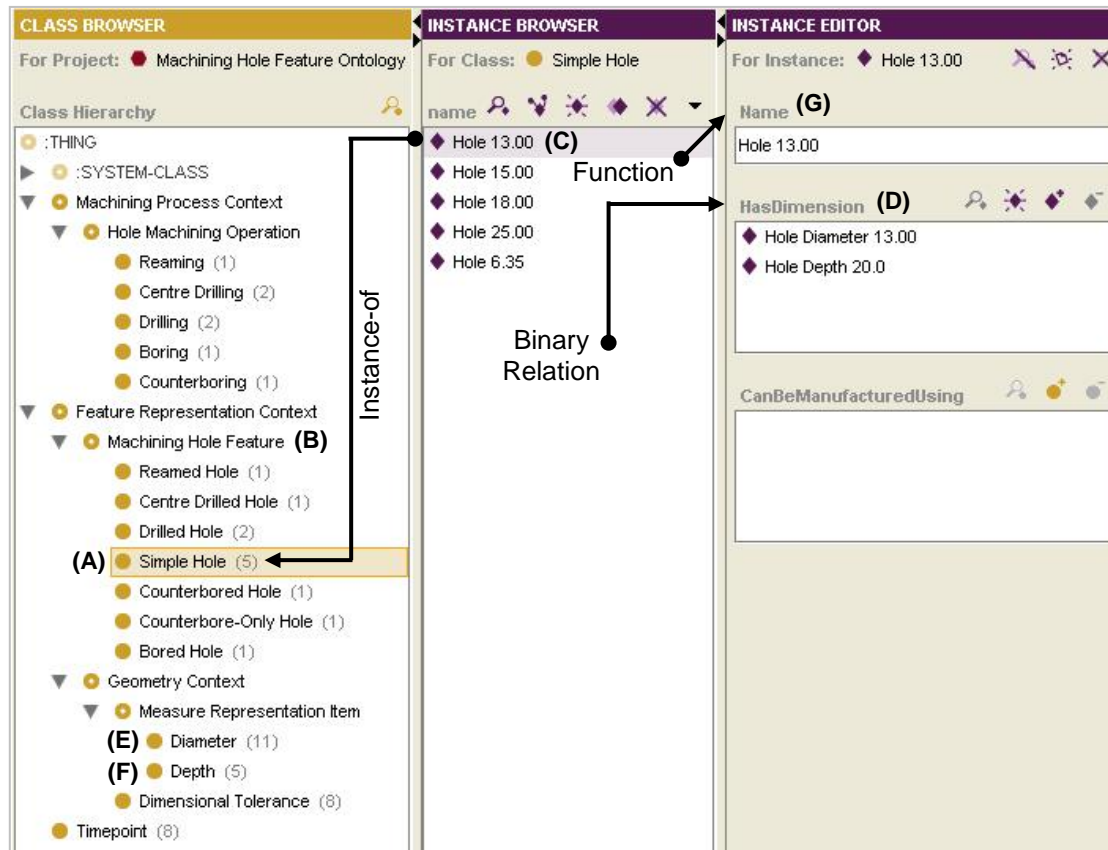 CLASS BROWSER
For Project: Machining Hole Feature Ontology
Class Hierarchy
:THING
:SYSTEM-CLASS
Machining Process Context
Hole Machining Operation
Reaming (1)
Centre Drilling (2)
Drilling (2)
Boring (1)
Counterboring (1)
Feature Representation Context
Machining Hole Feature (B)
Reamed Hole (1)
Centre Drilled Hole (1)
Drilled Hole (2)
(A) Simple Hole (5)
Counterbored Hole (1)
Counterbore-Only Hole (1)
Bored Hole (1)
Geometry Context
Measure Representation Item
(E) Diameter (11)
(F) Depth (5)
Dimensional Tolerance (8)
Timepoint (8)
Instance-of
INSTANCE BROWSER
For Class: Simple Hole
name
Hole 13.00 (C)
Hole 15.00
Hole 18.00
Hole 25.00
Hole 6.35
Function
Binary
Relation
INSTANCE EDITOR
For Instance: Hole 13.00
Name (G)
Hole 13.00
HasDimension (D)
Hole Diameter 13.00
Hole Depth 20.0
CanBeManufacturedUsing